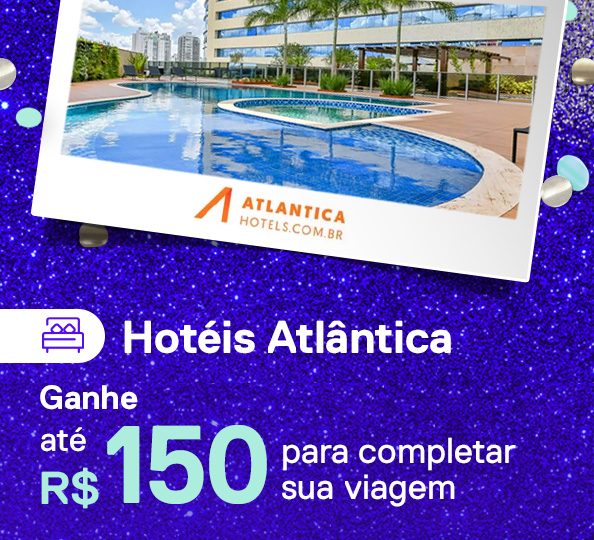 ATLANTICA
HOTELS.COM.BR
Hotéis Atlântica
Ganhe
até
R$ 150
para completar
sua viagem